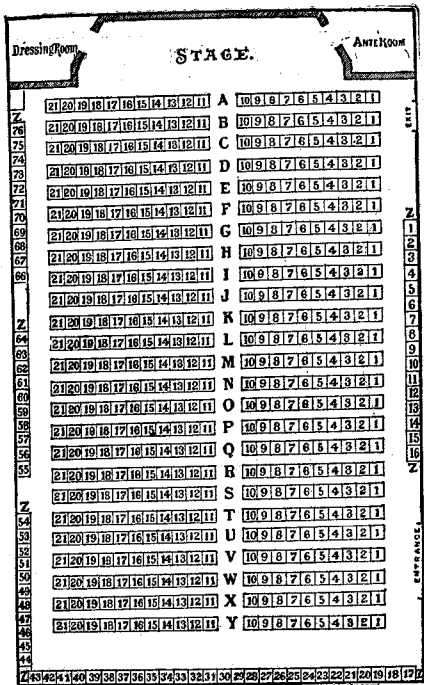 Dressing Room
STAGE.
ANTE ROOM
21 20 19 18 17 16 15 14 13 12 11 A 10 9 8 7 6 5 4 3 2 1
21 20 19 18 17 16 15 14 13 12 11 B 10 9 8 7 6 5 4 3 2 1
21 20 19 18 17 16 15 14 13 12 11 C 10 9 8 7 6 5 4 3 2 1
21 20 19 18 17 16 15 14 13 12 11 D 10 9 8 7 6 5 4 3 2 1
21 20 19 18 17 16 15 14 13 12 11 E 10 9 8 7 6 5 4 3 2 1
21 20 19 18 17 16 15 14 13 12 11 F 10 9 8 7 6 5 4 3 2 1
21 20 19 18 17 16 15 14 13 12 11 G 10 9 8 7 6 5 4 3 2 1
21 20 19 18 17 16 15 14 13 12 11 H 10 9 8 7 6 5 4 3 2 1
21 20 19 18 17 16 15 14 13 12 11 I 10 9 8 7 6 5 4 3 2 1
21 20 19 18 17 16 15 14 13 12 11 J 10 9 8 7 6 5 4 3 2 1
21 20 19 18 17 16 15 14 13 12 11 K 10 9 8 7 6 5 4 3 2 1
21 20 19 18 17 16 15 14 13 12 11 L 10 9 8 7 6 5 4 3 2 1
21 20 19 18 17 16 15 14 13 12 11 M 10 9 8 7 6 5 4 3 2 1
21 20 19 18 17 16 15 14 13 12 11 N 10 9 8 7 6 5 4 3 2 1
21 20 19 18 17 16 15 14 13 12 11 O 10 9 8 7 6 5 4 3 2 1
21 20 19 18 17 16 15 14 13 12 11 P 10 9 8 7 6 5 4 3 2 1
21 20 19 18 17 16 15 14 13 12 11 Q 10 9 8 7 6 5 4 3 2 1
21 20 19 18 17 16 15 14 13 12 11 R 10 9 8 7 6 5 4 3 2 1
21 20 19 18 17 16 15 14 13 12 11 S 10 9 8 7 6 5 4 3 2 1
21 20 19 18 17 16 15 14 13 12 11 T 10 9 8 7 6 5 4 3 2 1
21 20 19 18 17 16 15 14 13 12 11 U 10 9 8 7 6 5 4 3 2 1
21 20 19 18 17 16 15 14 13 12 11 V 10 9 8 7 6 5 4 3 2 1
21 20 19 18 17 16 15 14 13 12 11 W 10 9 8 7 6 5 4 3 2 1
21 20 19 18 17 16 15 14 13 12 11 X 10 9 8 7 6 5 4 3 2 1
21 20 19 18 17 16 15 14 13 12 11 Y 10 9 8 7 6 5 4 3 2 1
Z
76
75
74
73
72
71
70
69
68
67
66
Z
64
63
62
61
60
59
58
57
56
55
Z
54
53
52
51
50
49
48
47
46
45
44
EXIT
Z
1
2
3
4
5
6
7
8
9
10
11
12
13
14
15
16
Z
ENTRANCE.
Z 43 42 41 40 39 38 37 36 35 34 33 32 31 30 29 28 27 26 25 24 23 22 21 20 19 18 17 Z